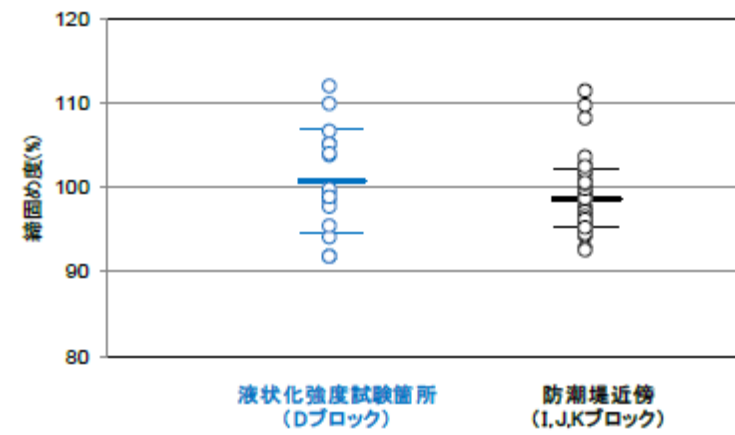 120
110
100
90
80
締固め度(%)
液状化強度試験箇所
（Dブロック）
防潮堤近傍
（I,J,Kブロック）